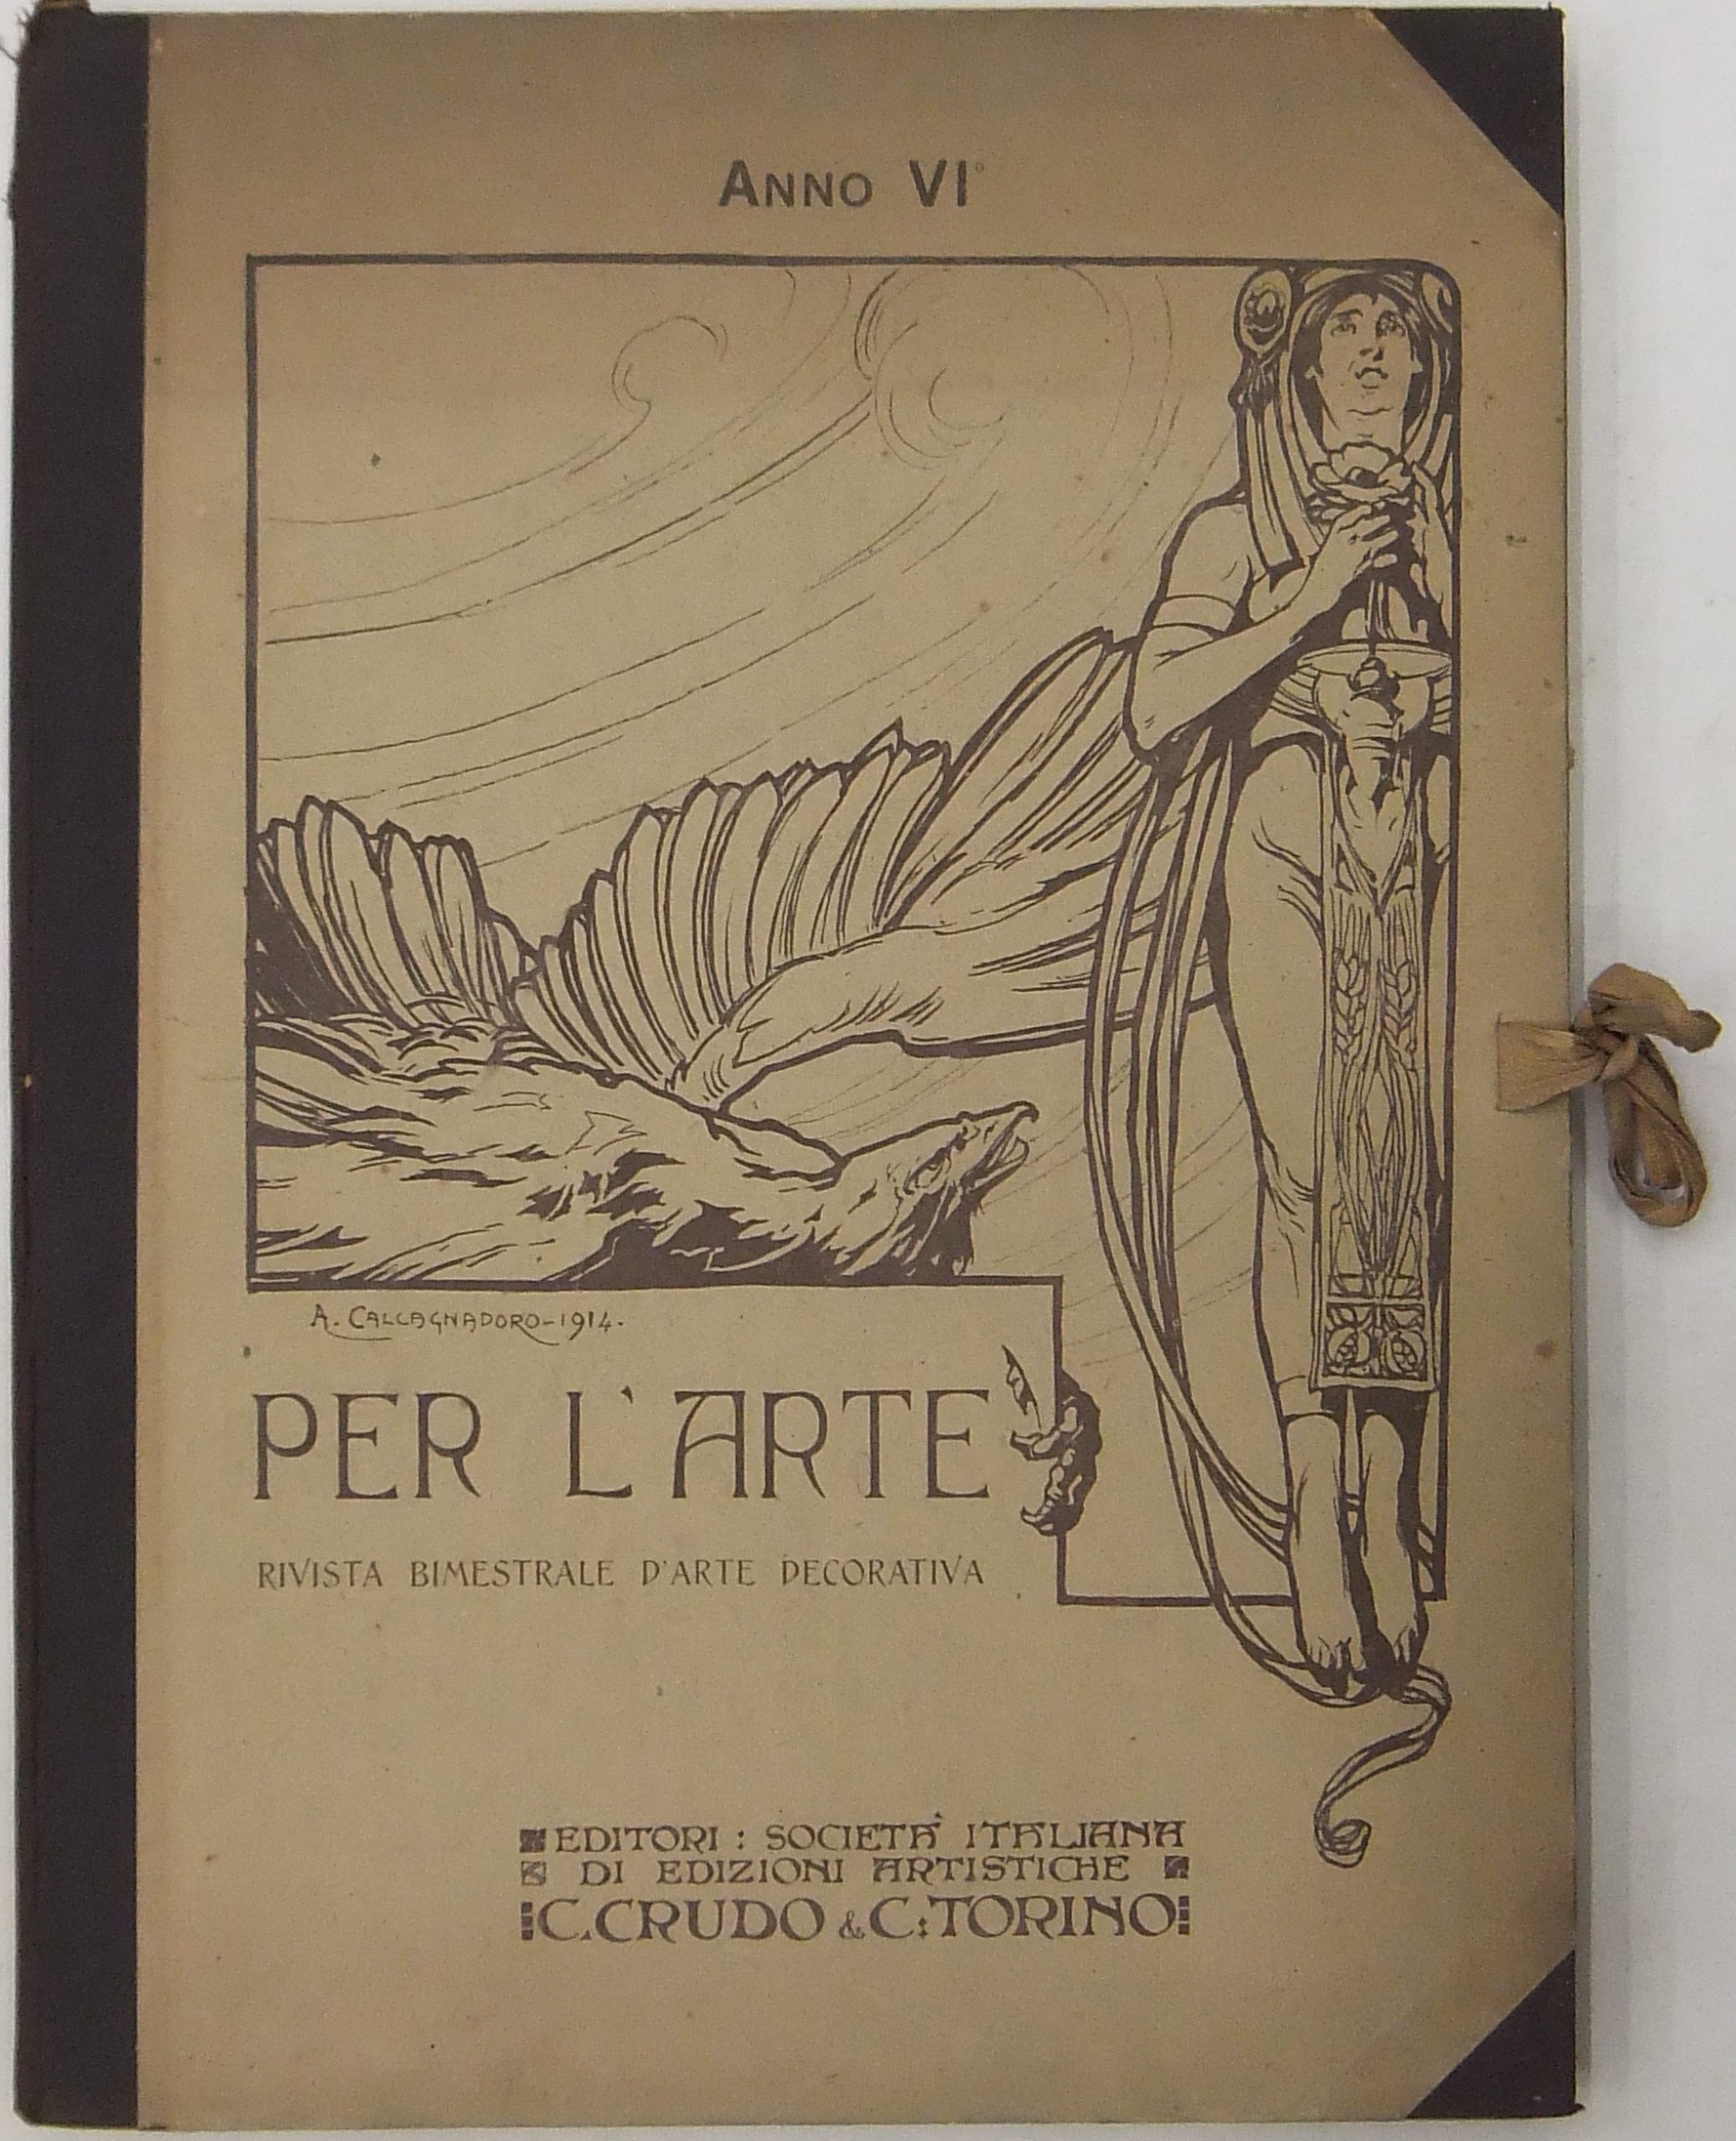 ANNO VI°
A. CALCAGNADORO-1914.
PER L'ARTE
RIVISTA BIMESTRALE D'ARTE DECORATIVA
EDITORI: SOCIETÀ ITALIANA
DI EDIZIONI ARTISTICHE
C. CRUDO & C: TORINO